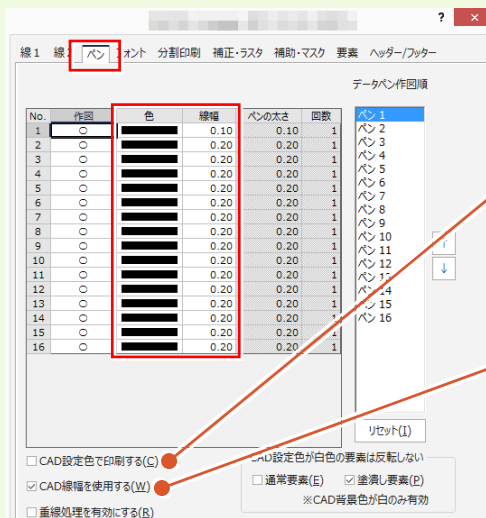 ?
×
線1 線 ペン フォント 分割印刷 補正・ラスタ 補助・マスク 要素 ヘッダー/フッター
データペン作図順
No. 作図 色 線幅 ペンの太さ 回数
1 ○ 0.10 0.10 1
2 ○ 0.20 0.20 1
3 ○ 0.20 0.20 1
4 ○ 0.20 0.20 1
5 ○ 0.20 0.20 1
6 ○ 0.20 0.20 1
7 ○ 0.20 0.20 1
8 ○ 0.20 0.20 1
9 ○ 0.20 0.20 1
10 ○ 0.20 0.20 1
11 ○ 0.20 0.20 1
12 ○ 0.20 0.20 1
13 ○ 0.20 0.20 1
14 ○ 0.20 0.20 1
15 ○ 0.20 0.20 1
16 ○ 0.20 0.20 1
ペン 1
ペン 2
ペン 3
ペン 4
ペン 5
ペン 6
ペン 7
ペン 8
ペン 9
ペン 10
ペン 11
ペン 12
ペン 13
ペン 14
ペン 15
ペン 16
↑
↓
リセット(I)
CAD設定色で印刷する(C)
CAD線幅を使用する(W)
重線処理を有効にする(R)
CAD設定色が白色の要素は反転しない
通常要素(E) 塗潰し要素(P)
※CAD背景色が白のみ有効